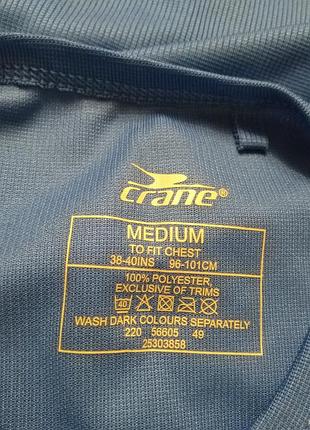 crane®
MEDIUM
TO FIT CHEST
38-40INS 96-101CM
100% POLYESTER
EXCLUSIVE OF TRIMS
40
WASH DARK COLOURS SEPARATELY
220 56605 49
25303858